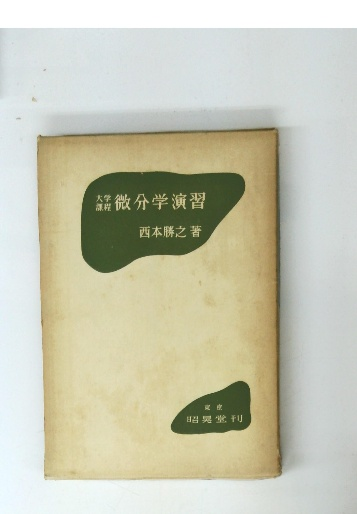 大学課程 微分学演習
西本勝之著
東京
昭晃堂刊